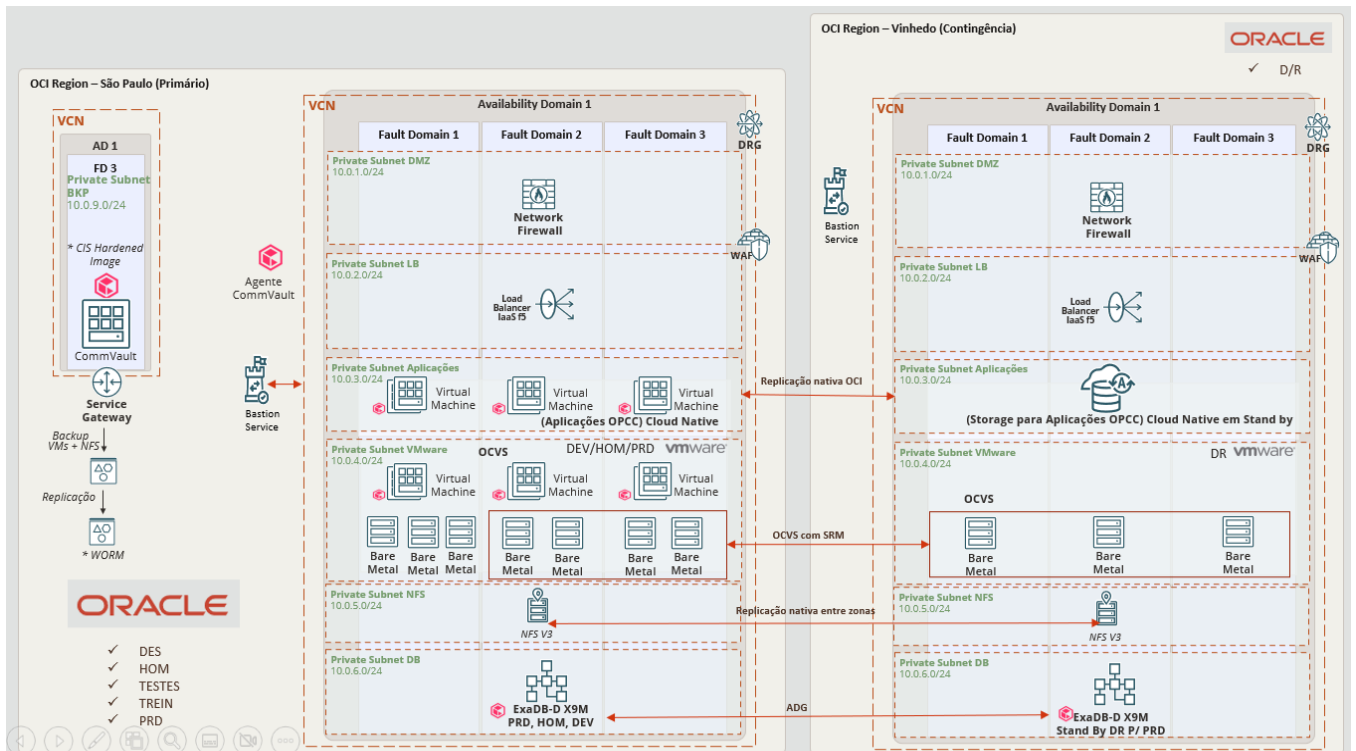 OCI Region – São Paulo (Primário)
VCN
AD 1
FD 3
Private Subnet
BKP
10.0.9.0/24
* CIS Hardened
Image
CommVault
Service
Gateway
Backup
VMs + NFS
Replicação
* WORM
ORACLE
✓ DES
✓ HOM
✓ TESTES
✓ TREIN
✓ PRD
Agente
CommVault
Bastion
Service
VCN
Availability Domain 1
Fault Domain 1
Fault Domain 2
Fault Domain 3
DRG
Private Subnet DMZ
10.0.1.0/24
Network
Firewall
WAF
Private Subnet LB
10.0.2.0/24
Load
Balancer
IaaS f5
Private Subnet Aplicações
10.0.3.0/24
Virtual
Machine
Virtual
Machine
Virtual
Machine
(Aplicações OPCC) Cloud Native
Private Subnet VMware
10.0.4.0/24
OCVS
DEV/HOM/PRD vmware
Virtual
Machine
Virtual
Machine
Virtual
Machine
Bare
Metal
Bare
Metal
Bare
Metal
Bare
Metal
Bare
Metal
Bare
Metal
Bare
Metal
Private Subnet NFS
10.0.5.0/24
NFS V3
Private Subnet DB
10.0.6.0/24
ExaDB-D X9M
PRD, HOM, DEV
Replicação nativa OCI
OCVS com SRM
Replicação nativa entre zonas
ADG
OCI Region – Vinhedo (Contingência)
ORACLE
✓ D/R
Bastion
Service
VCN
Availability Domain 1
Fault Domain 1
Fault Domain 2
Fault Domain 3
DRG
Private Subnet DMZ
10.0.1.0/24
Network
Firewall
WAF
Private Subnet LB
10.0.2.0/24
Load
Balancer
IaaS f5
Private Subnet Aplicações
10.0.3.0/24
(Storage para Aplicações OPCC) Cloud Native em Stand by
Private Subnet VMware
10.0.4.0/24
DR vmware
OCVS
Bare
Metal
Bare
Metal
Bare
Metal
Private Subnet NFS
10.0.5.0/24
NFS V3
Private Subnet DB
10.0.6.0/24
ExaDB-D X9M
Stand By DR P/ PRD